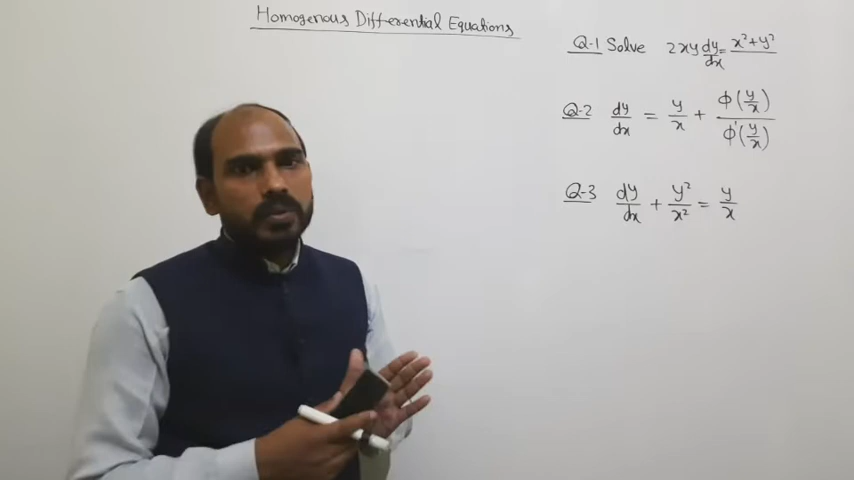 Homogenous Differential Equations
Q-1 Solve 2xy dy/dx = x²+y²
Q-2 dy/dx = y/x + ϕ(y/x)/ϕ'(y/x)
Q-3 dy/dx + y²/x² = y/x